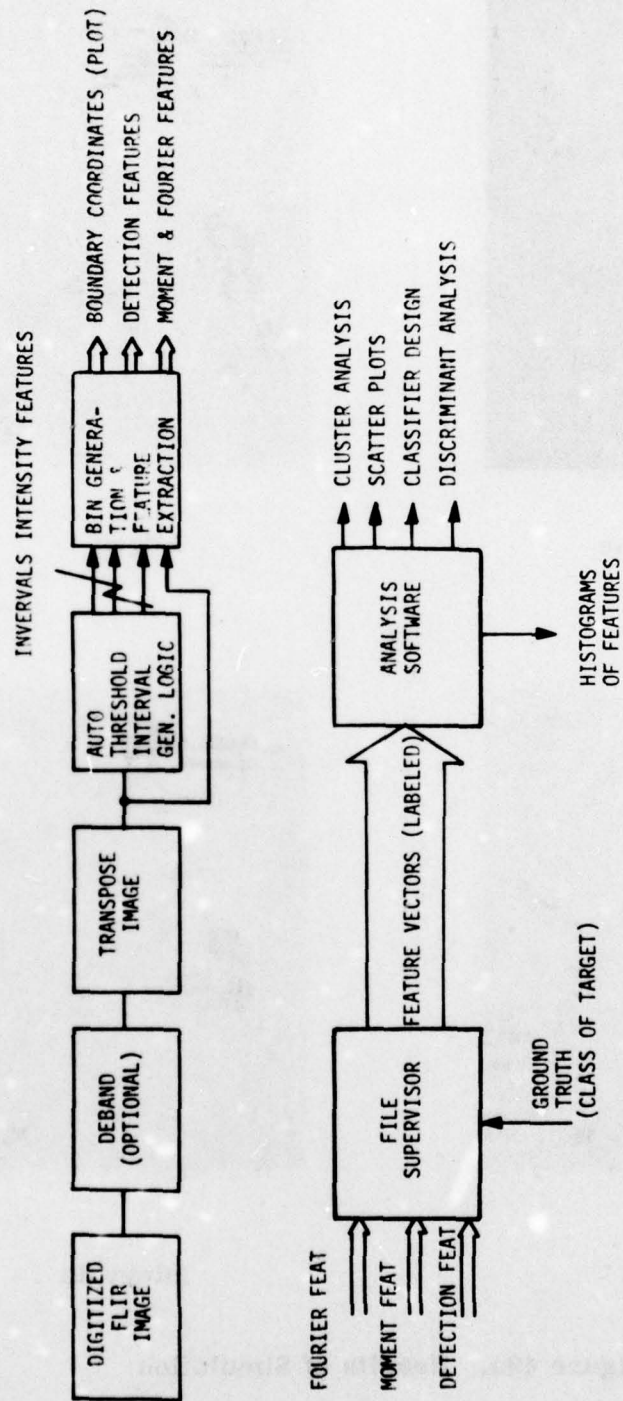 DIGITIZED
FLIR
IMAGE
DEBAND
(OPTIONAL)
TRANSPOSE
IMAGE
AUTO
THRESHOLD
INTERVAL
GEN. LOGIC
INVERVALS INTENSITY FEATURES
BIN GENERA-
TION &
FEATURE
EXTRACTION
BOUNDARY COORDINATES (PLOT)
DETECTION FEATURES
MOMENT & FOURIER FEATURES
FOURIER FEAT
MOMENT FEAT
DETECTION FEAT
FILE
SUPERVISOR
GROUND
TRUTH
(CLASS OF TARGET)
FEATURE VECTORS (LABELED)
ANALYSIS
SOFTWARE
CLUSTER ANALYSIS
SCATTER PLOTS
CLASSIFIER DESIGN
DISCRIMINANT ANALYSIS
HISTOGRAMS
OF FEATURES